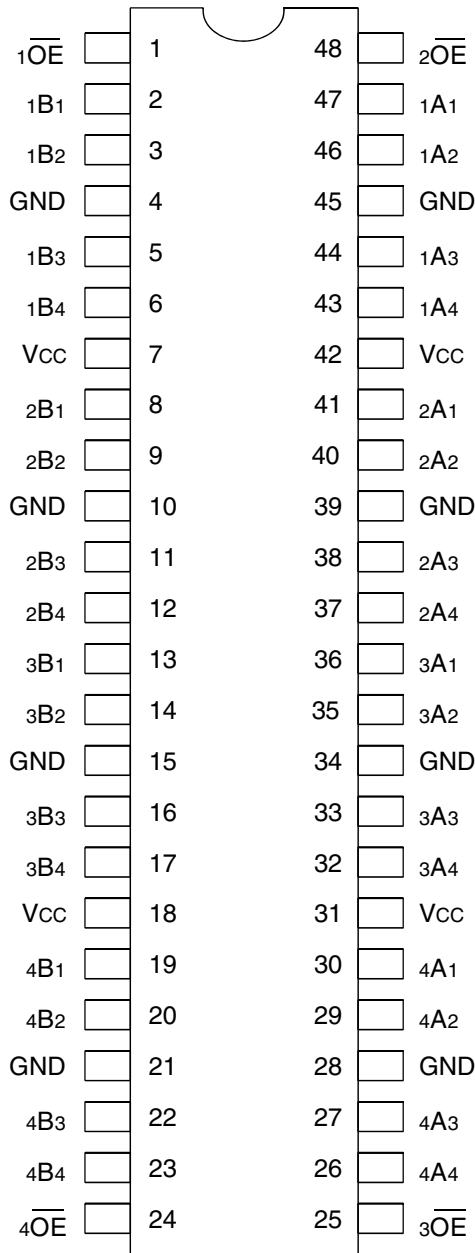 1O̅E̅ 1 48 2O̅E̅
1B1 2 47 1A1
1B2 3 46 1A2
GND 4 45 GND
1B3 5 44 1A3
1B4 6 43 1A4
VCC 7 42 VCC
2B1 8 41 2A1
2B2 9 40 2A2
GND 10 39 GND
2B3 11 38 2A3
2B4 12 37 2A4
3B1 13 36 3A1
3B2 14 35 3A2
GND 15 34 GND
3B3 16 33 3A3
3B4 17 32 3A4
VCC 18 31 VCC
4B1 19 30 4A1
4B2 20 29 4A2
GND 21 28 GND
4B3 22 27 4A3
4B4 23 26 4A4
4O̅E̅ 24 25 3O̅E̅